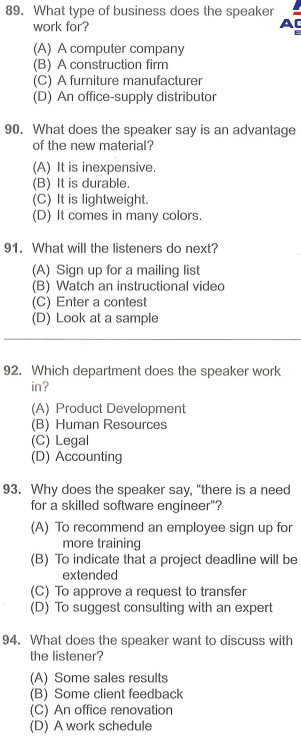 89. What type of business does the speaker
work for?
(A) A computer company
(B) A construction firm
(C) A furniture manufacturer
(D) An office-supply distributor
90. What does the speaker say is an advantage
of the new material?
(A) It is inexpensive.
(B) It is durable.
(C) It is lightweight.
(D) It comes in many colors.
91. What will the listeners do next?
(A) Sign up for a mailing list
(B) Watch an instructional video
(C) Enter a contest
(D) Look at a sample
92. Which department does the speaker work
in?
(A) Product Development
(B) Human Resources
(C) Legal
(D) Accounting
93. Why does the speaker say, “there is a need
for a skilled software engineer”?
(A) To recommend an employee sign up for
more training
(B) To indicate that a project deadline will be
extended
(C) To approve a request to transfer
(D) To suggest consulting with an expert
94. What does the speaker want to discuss with
the listener?
(A) Some sales results
(B) Some client feedback
(C) An office renovation
(D) A work schedule